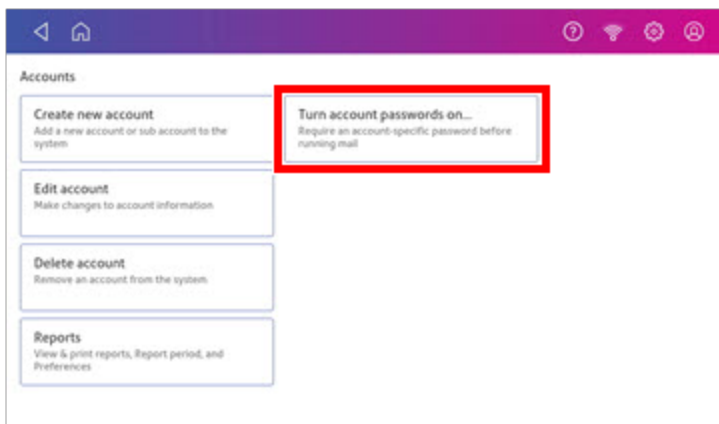 Accounts
Create new account
Add a new account or sub account to the
system
Turn account passwords on...
Require an account-specific password before
running mail
Edit account
Make changes to account information
Delete account
Remove an account from the system
Reports
View & print reports, Report period, and
Preferences